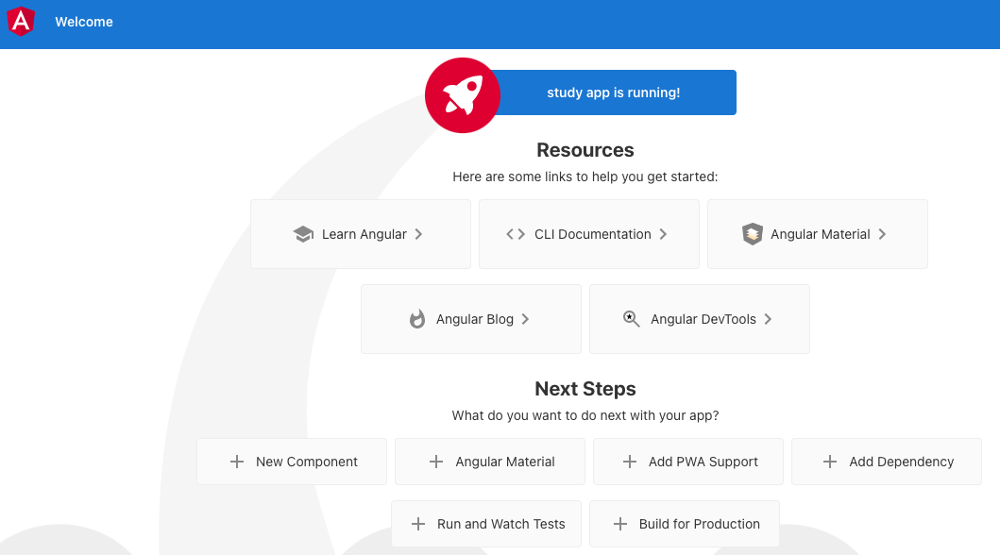 Welcome
study app is running!
Resources
Here are some links to help you get started:
Learn Angular
CLI Documentation
Angular Material
Angular Blog
Angular DevTools
Next Steps
What do you want to do next with your app?
New Component
Angular Material
Add PWA Support
Add Dependency
Run and Watch Tests
Build for Production